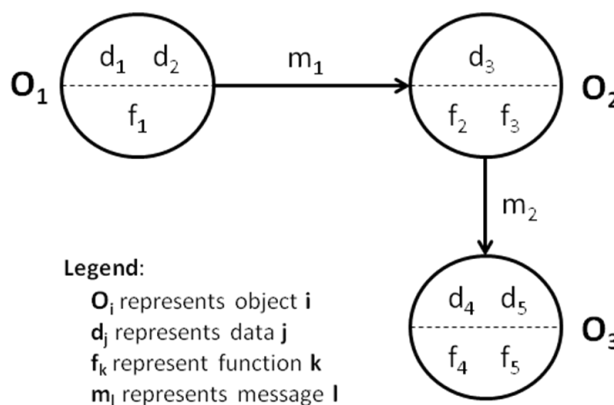 d₁ d₂
m₁
d₃
O₁
O₂
f₁
f₂ f₃
m₂
Legend:
Oᵢ represents object i
dⱼ represents data j
fₖ represent function k
mₗ represents message l
d₄ d₅
O₃
f₄ f₅